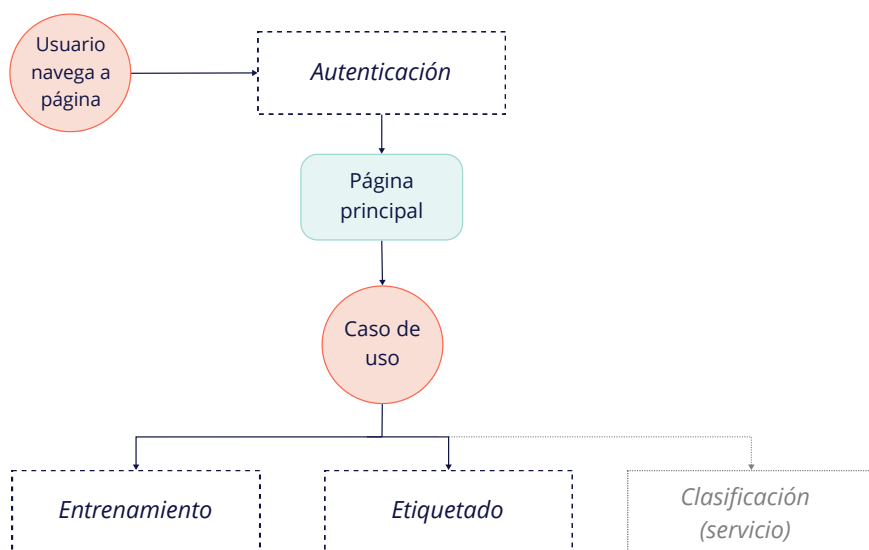 Usuario
navega a
página
Autenticación
Página
principal
Caso de
uso
Entrenamiento
Etiquetado
Clasificación
(servicio)